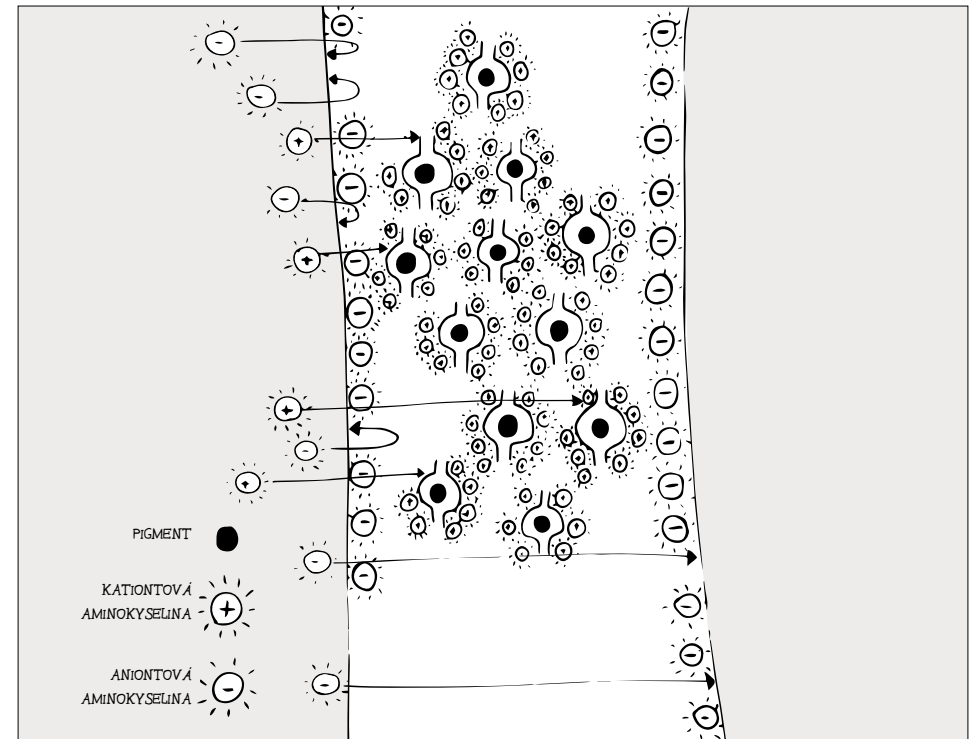 PIGMENT
KATIONTOVÁ
AMINOKYSELINA
ANIONTOVÁ
AMINOKYSELINA